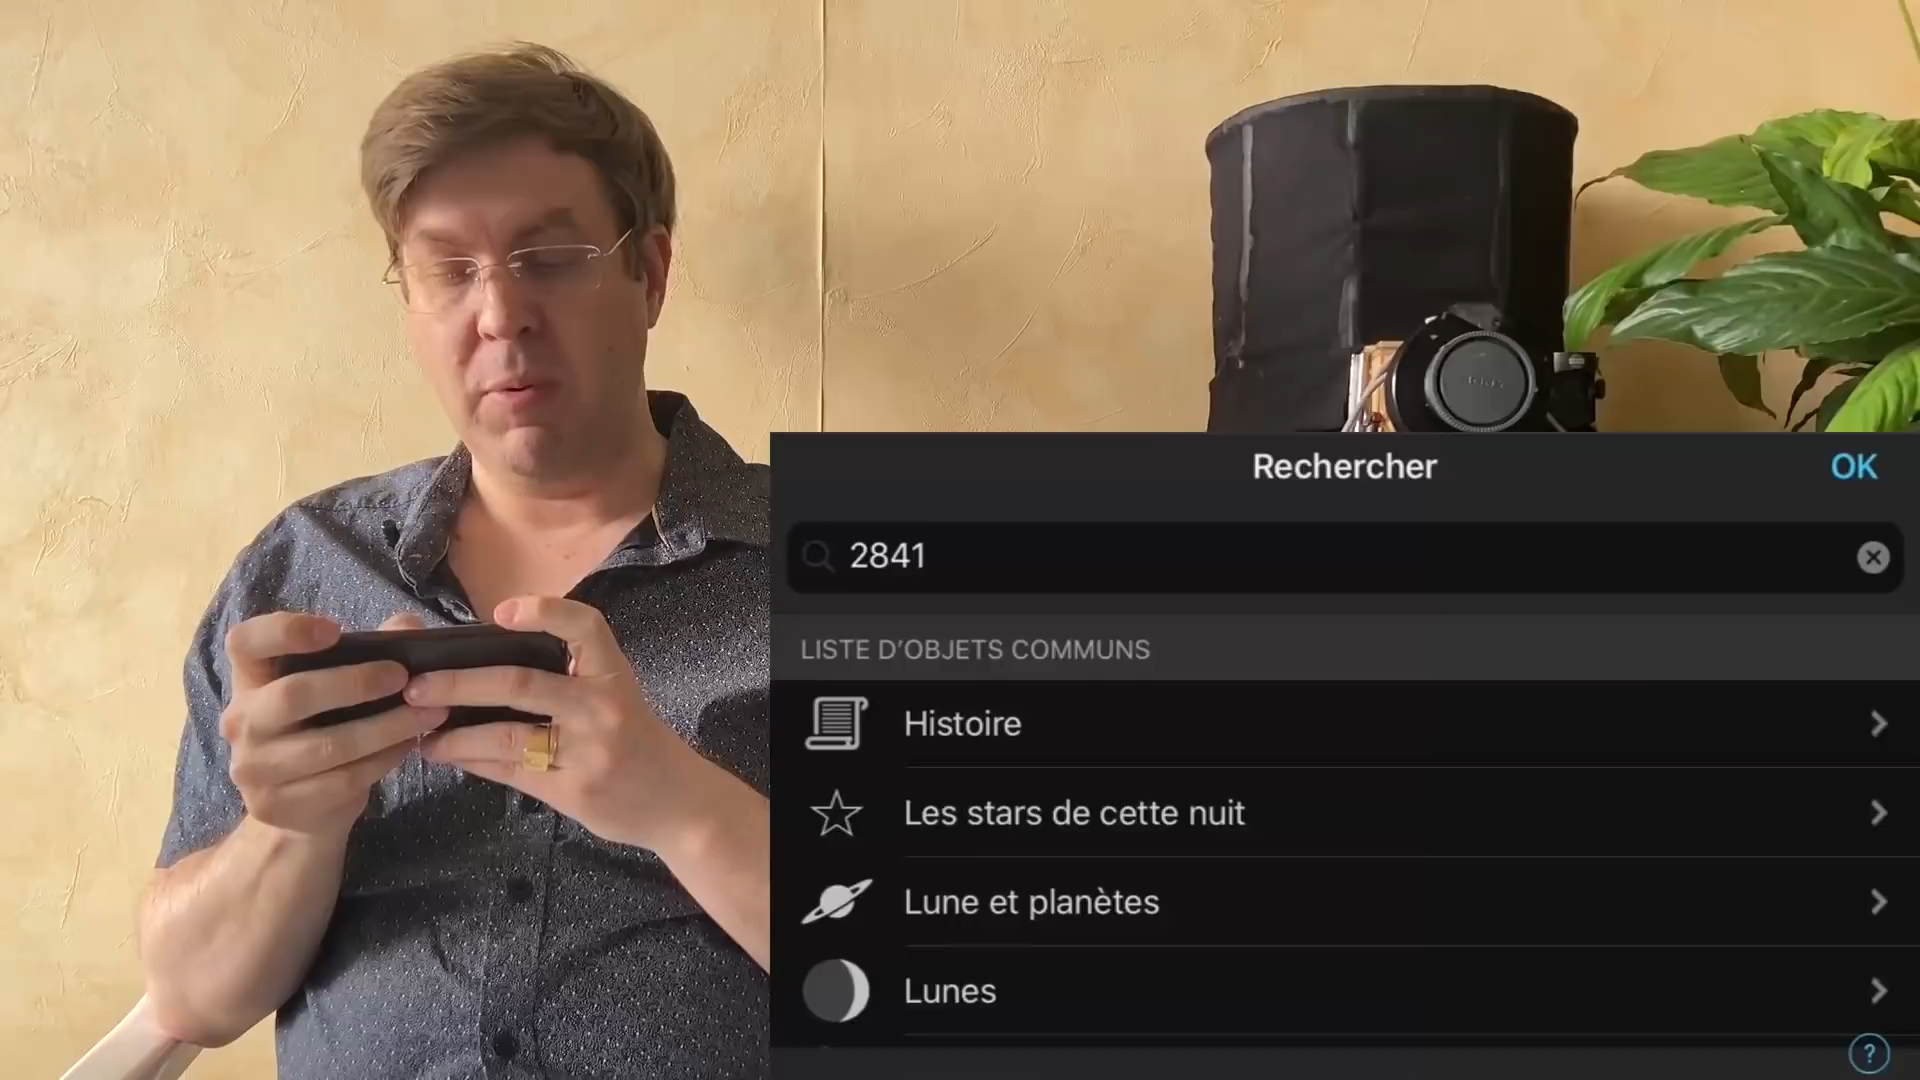 Rechercher
OK
2841
LISTE D’OBJETS COMMUNS
Histoire
Les stars de cette nuit
Lune et planètes
Lunes
?